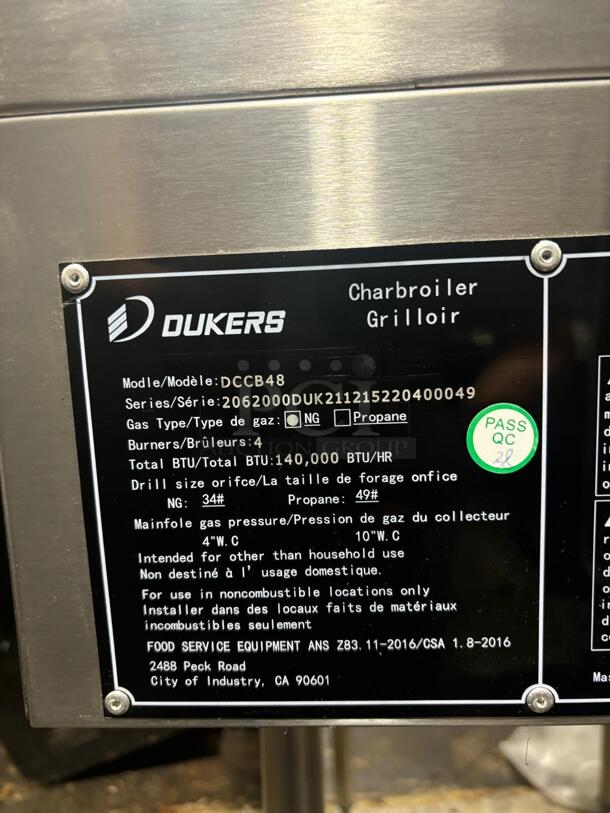 DUKERS
Charbroiler
Grilloir
Modle/Modèle:DCCB48
Series/Série:2062000DUK211215220400049
Gas Type/Type de gaz: NG Propane
Burners/Brûleurs:4
Total BTU/Total BTU:140,000 BTU/HR
Drill size orifce/La taille de forage onfice
NG: 34# Propane: 49#
Mainfole gas pressure/Pression de gaz du collecteur
4"W.C 10"W.C
Intended for other than household use
Non destiné à l' usage domestique.
For use in noncombustible locations only
Installer dans des locaux faits de matériaux
incombustibles seulement
FOOD SERVICE EQUIPMENT ANS Z83.11-2016/CSA 1.8-2016
2488 Peck Road
City of Industry, CA 90601
PASS
QC
28
PGI
AUCTION GROUP